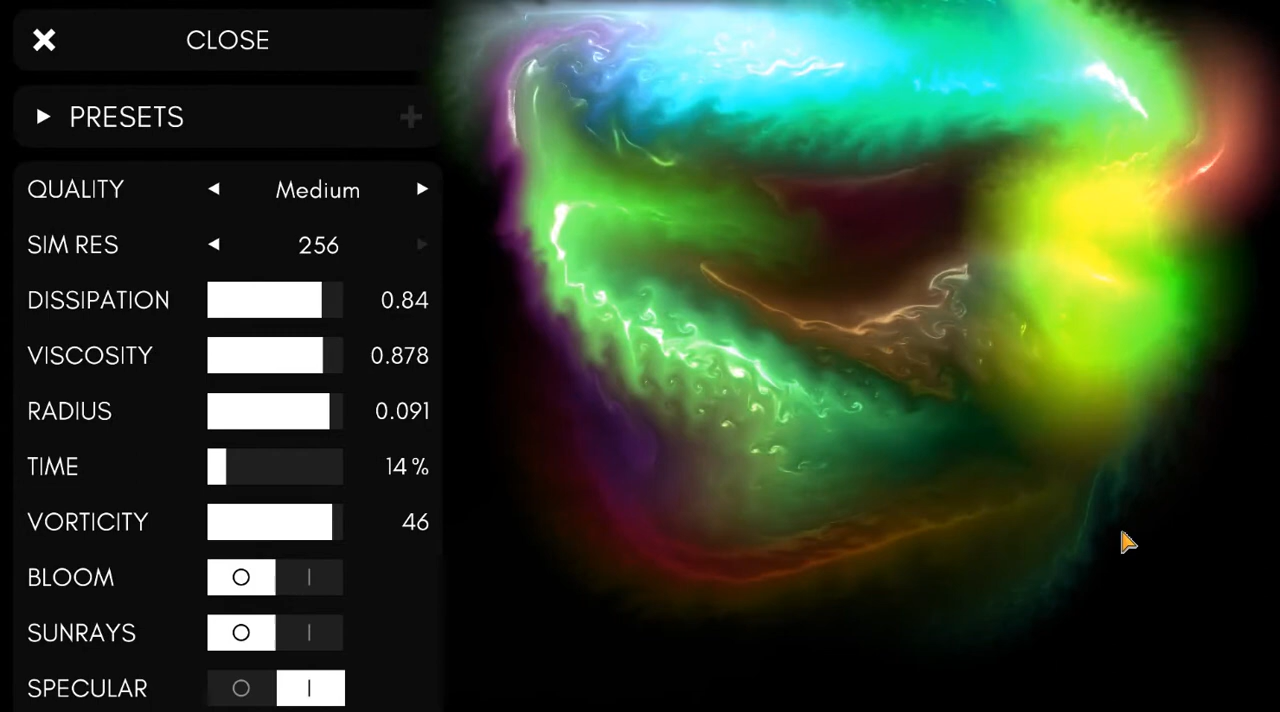 CLOSE
PRESETS
QUALITY Medium
SIM RES 256
DISSIPATION 0.84
VISCOSITY 0.878
RADIUS 0.091
TIME 14%
VORTICITY 46
BLOOM
SUNRAYS
SPECULAR